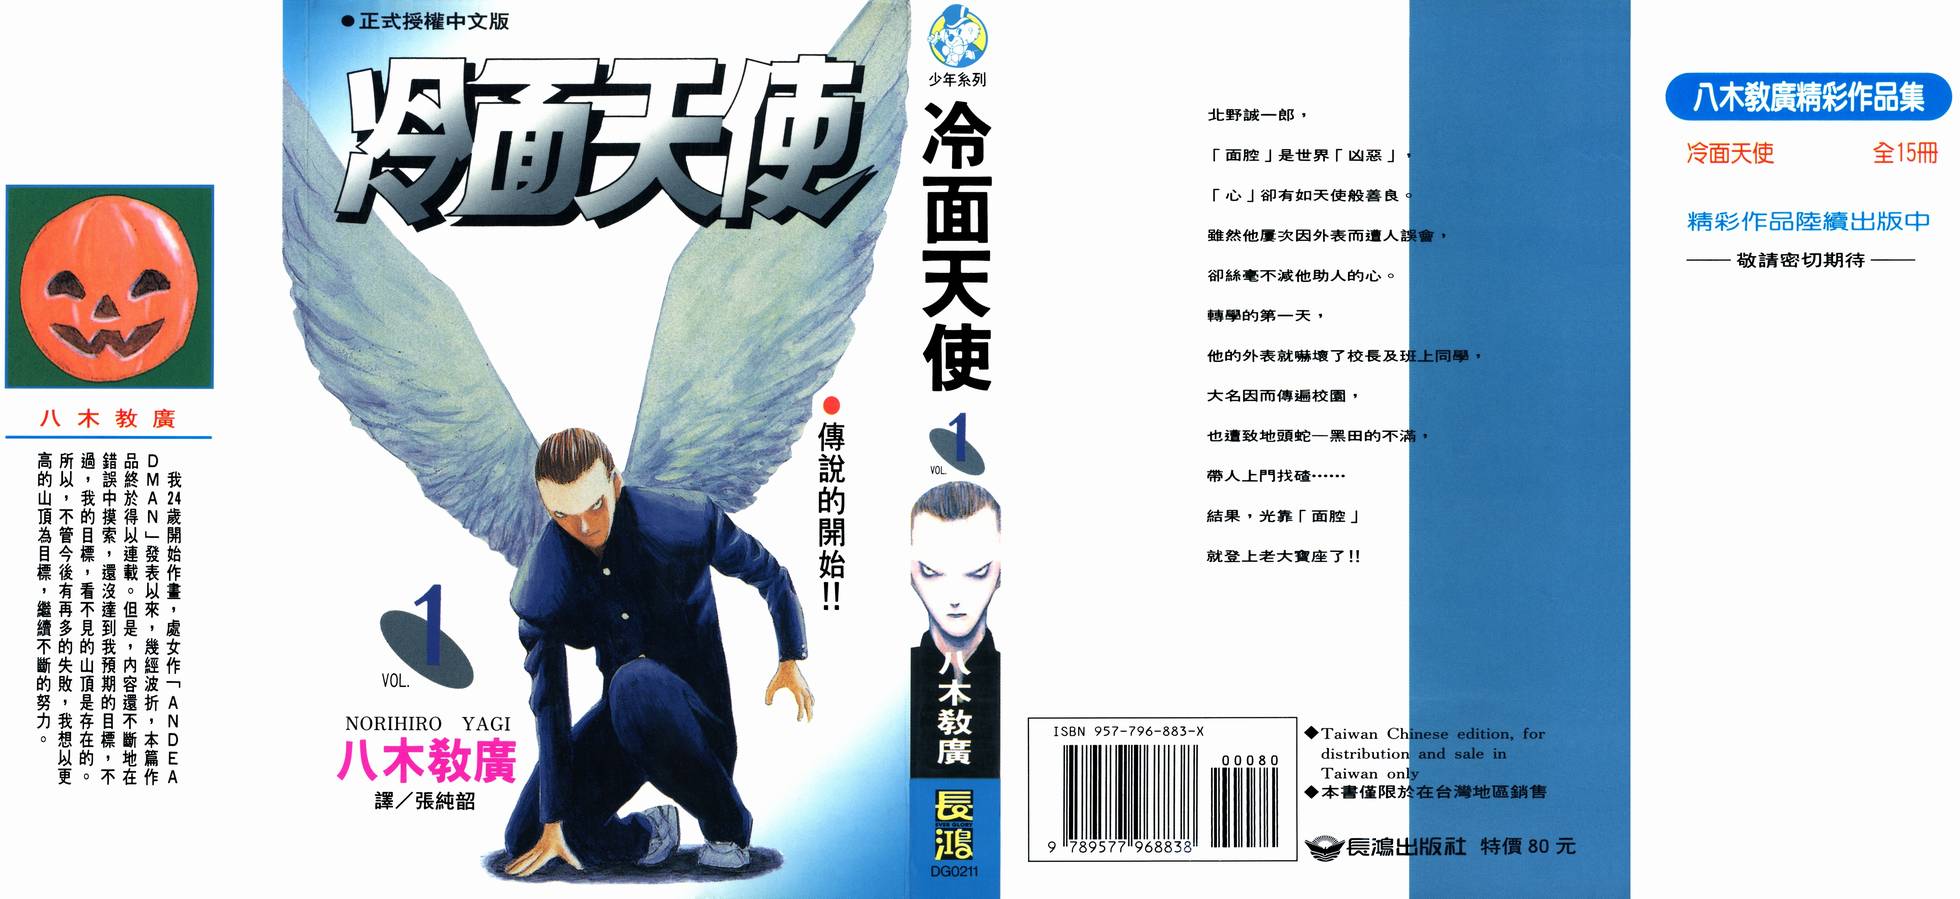 八木教廣
我24歲開始作畫，處女作「ANDEA
DMAN」發表以來，幾經波折，本篇作
品終於得以連載。但是，內容還不斷地在
錯誤中摸索，還沒達到我預期的目標，不
過，我的目標，看不見的山頂是存在的。
所以，不管今後有再多的失敗，我想以更
高的山頂為目標，繼續不斷的努力。
●正式授權中文版
冷面天使
●傳說的開始!!
1
VOL.
NORIHIRO YAGI
八木教廣
譯／張純韶
少年系列
冷面天使
1
VOL.
八木教廣
長鴻
EVER GLORY
DG0211
北野誠一郎，
「面腔」是世界「凶惡」，
「心」卻有如天使般善良。
雖然他屢次因外表而遭人誤會，
卻絲毫不減他助人的心。
轉學的第一天，
他的外表就嚇壞了校長及班上同學，
大名因而傳遍校園，
也遭致地頭蛇─黑田的不滿，
帶人上門找碴⋯⋯
結果，光靠「面腔」
就登上老大寶座了!!
ISBN 957-796-883-X
00080
9 789577 968838
◆Taiwan Chinese edition, for
distribution and sale in
Taiwan only
◆本書僅限於在台灣地區銷售
長鴻出版社 特價80元
八木教廣精彩作品集
冷面天使 全15冊
精彩作品陸續出版中
── 敬請密切期待 ──